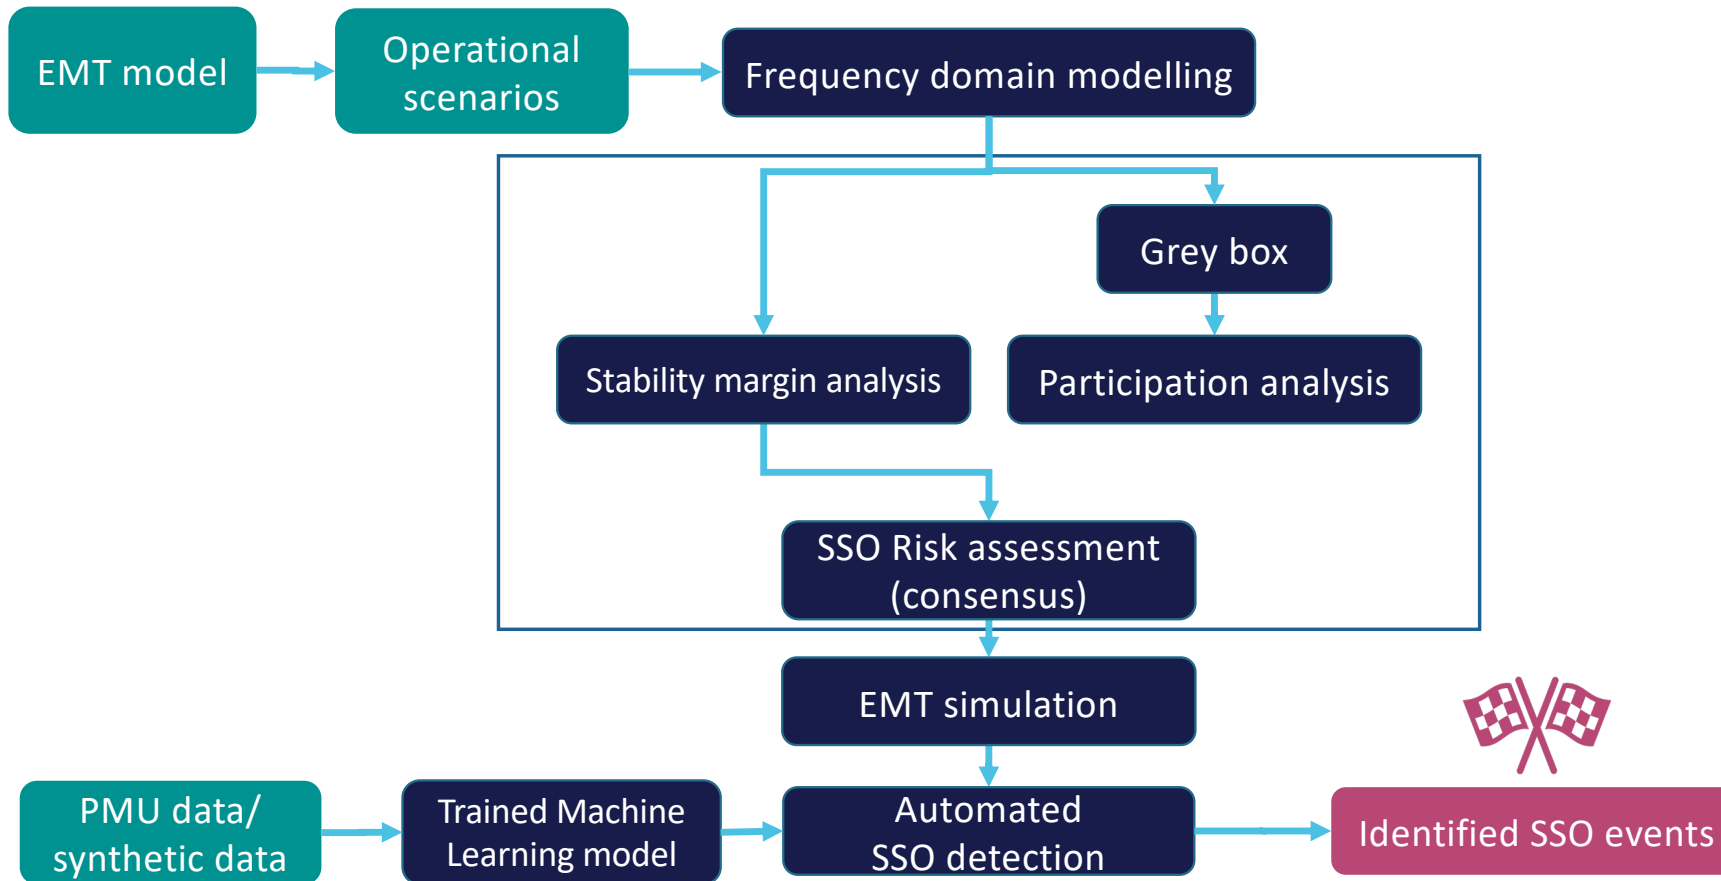 EMT model
Operational
scenarios
Frequency domain modelling
Grey box
Stability margin analysis
Participation analysis
SSO Risk assessment
(consensus)
EMT simulation
PMU data/
synthetic data
Trained Machine
Learning model
Automated
SSO detection
Identified SSO events